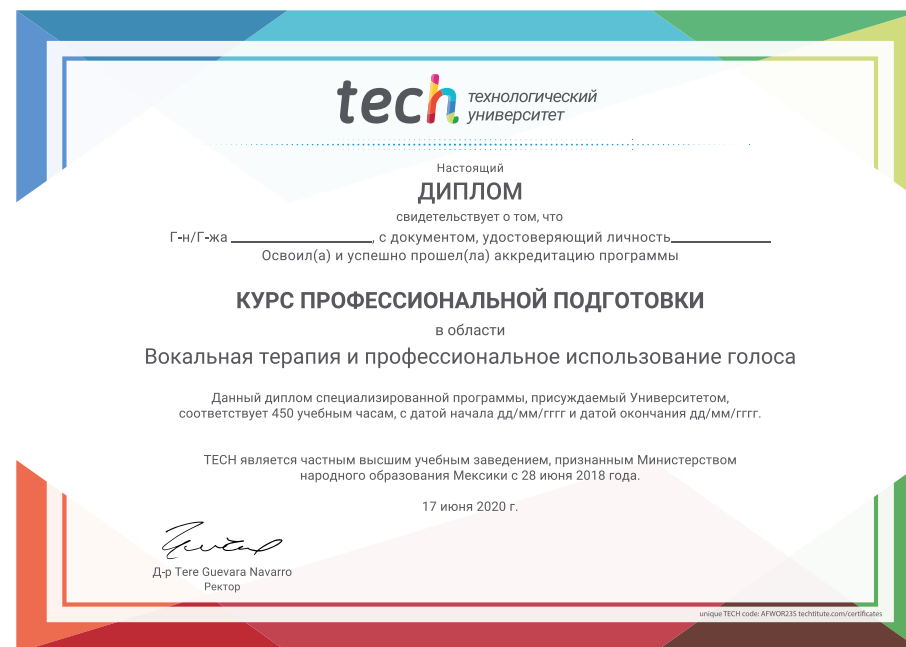 tech технологический
университет
Настоящий
ДИПЛОМ
свидетельствует о том, что
Г-н/Г-жа ____________________, с документом, удостоверяющий личность______________
Освоил(а) и успешно прошел(ла) аккредитацию программы
КУРС ПРОФЕССИОНАЛЬНОЙ ПОДГОТОВКИ
в области
Вокальная терапия и профессиональное использование голоса
Данный диплом специализированной программы, присуждаемый Университетом,
соответствует 450 учебным часам, с датой начала дд/мм/гггг и датой окончания дд/мм/гггг.
TECH является частным высшим учебным заведением, признанным Министерством
народного образования Мексики с 28 июня 2018 года.
17 июня 2020 г.
Д-р Tere Guevara Navarro
Ректор
unique TECH code: AFWOR23S techtitute.com/certificates